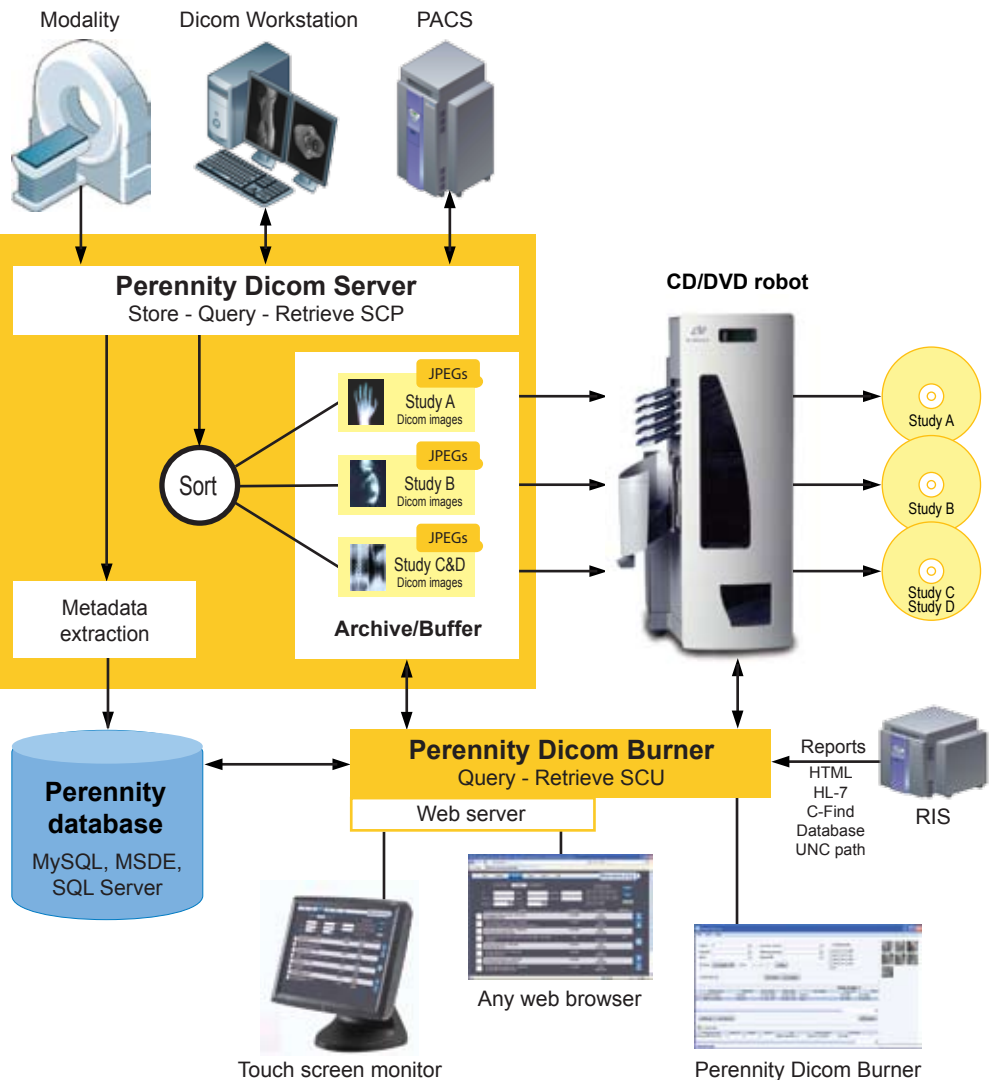 Modality
Dicom Workstation
PACS
Perennity Dicom Server
Store - Query - Retrieve SCP
CD/DVD robot
JPEGs
Study A
Dicom images
Study A
JPEGs
Study B
Dicom images
Study B
Sort
JPEGs
Study C&D
Dicom images
Study C
Study D
Metadata
extraction
Archive/Buffer
Perennity
database
MySQL, MSDE,
SQL Server
Perennity Dicom Burner
Query - Retrieve SCU
Web server
Reports
HTML
HL-7
C-Find
Database
UNC path
RIS
Any web browser
Touch screen monitor
Perennity Dicom Burner